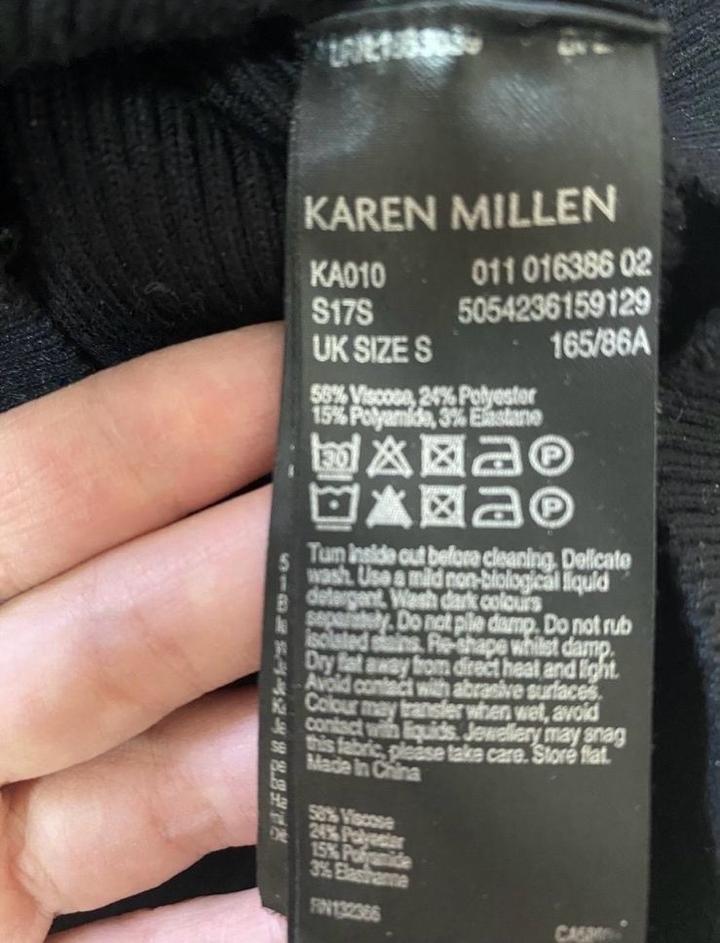 KAREN MILLEN
KA010 011 016386 02
S17S 5054236159129
UK SIZE S 165/86A
58% Viscose, 24% Polyester
15% Polyamide, 3% Elastane
30 P
P
Turn inside out before cleaning. Delicate
wash. Use a mild non-biological liquid
detergent. Wash dark colours
separately. Do not pile damp. Do not rub
isolated stains. Re-shape whilst damp.
Dry flat away from direct heat and light.
Avoid contact with abrasive surfaces.
Colour may transfer when wet, avoid
contact with liquids. Jewellery may snag
this fabric, please take care. Store flat.
Made in China
58% Viscose
24% Polyester
15% Polyamide
3% Elasthanne
RN132366